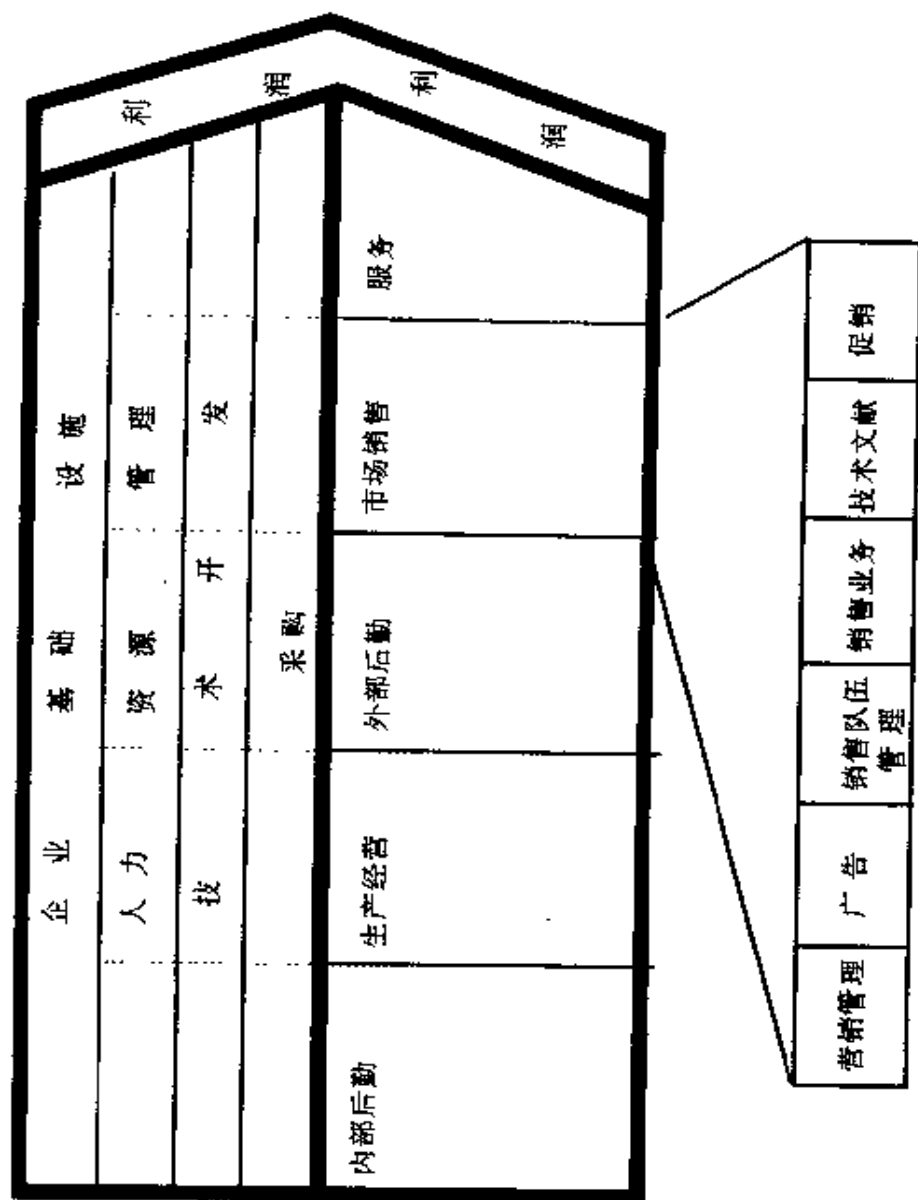 企业基础设施
人力资源管理
技术开发
采购
利润
内部后勤
生产经营
外部后勤
市场销售
服务
利润
营销管理
广告
销售队伍
管理
销售业务
技术文献
促销